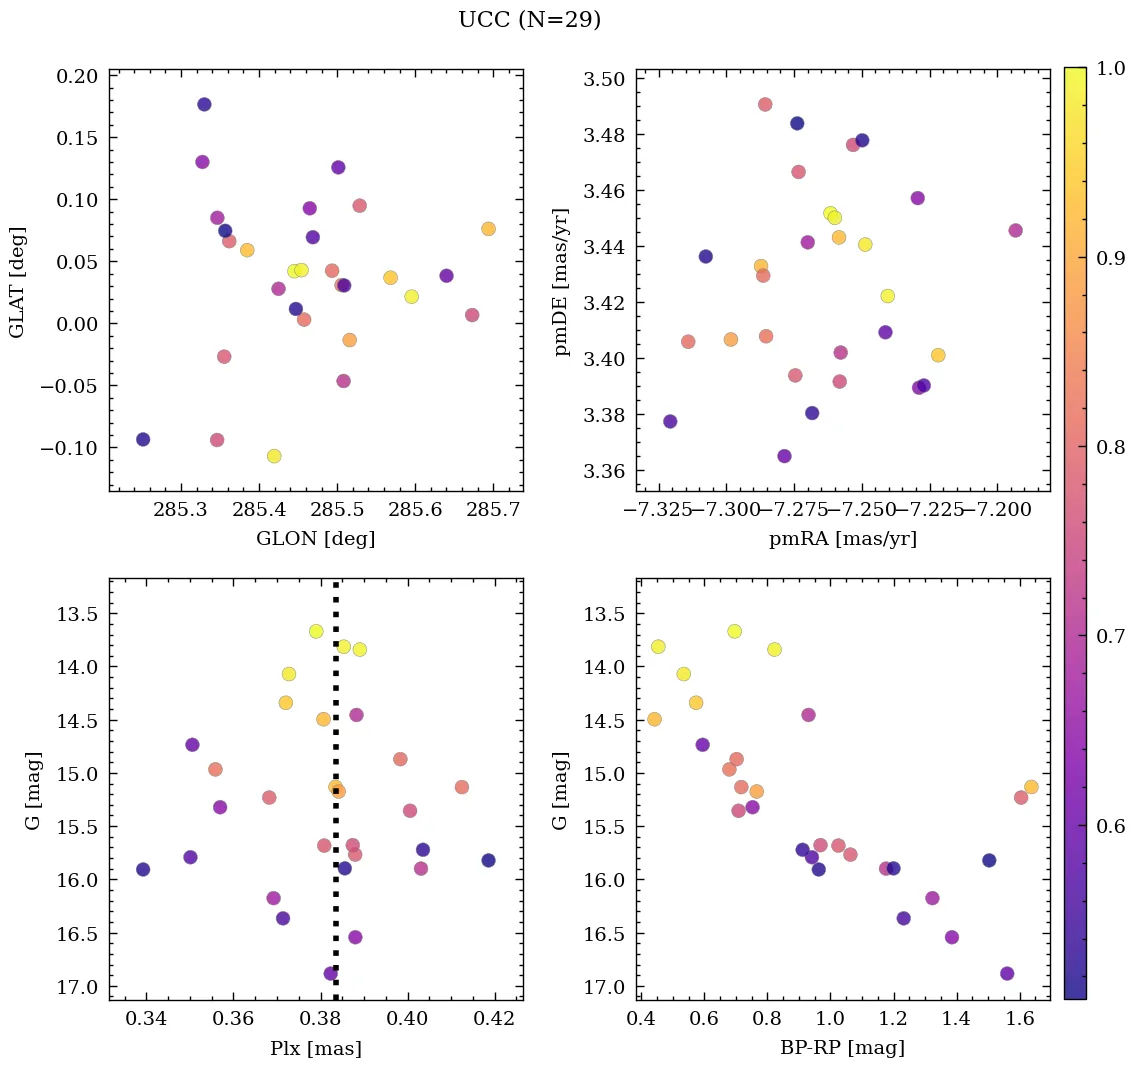 UCC (N=29)
0.20
0.15
0.10
0.05
0.00
−0.05
−0.10
GLAT [deg]
285.3 285.4 285.5 285.6 285.7
GLON [deg]
3.50
3.48
3.46
3.44
3.42
3.40
3.38
3.36
pmDE [mas/yr]
−7.325 −7.300 −7.275 −7.250 −7.225 −7.200
pmRA [mas/yr]
13.5
14.0
14.5
15.0
15.5
16.0
16.5
17.0
G [mag]
0.34 0.36 0.38 0.40 0.42
Plx [mas]
13.5
14.0
14.5
15.0
15.5
16.0
16.5
17.0
G [mag]
0.4 0.6 0.8 1.0 1.2 1.4 1.6
BP-RP [mag]
1.0
0.9
0.8
0.7
0.6